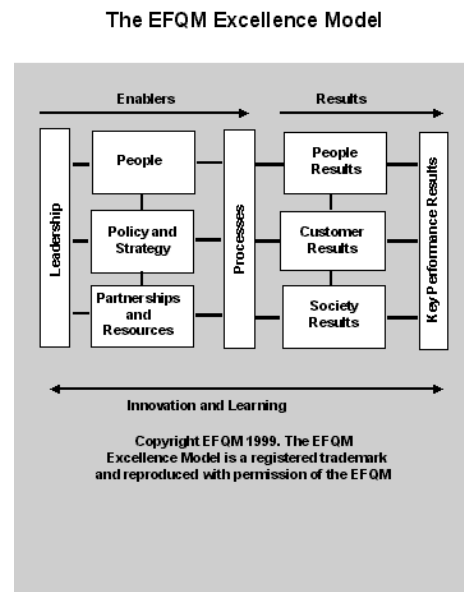 The EFQM Excellence Model
Enablers
Results
Leadership
People
Policy and
Strategy
Partnerships
and
Resources
Processes
People
Results
Customer
Results
Society
Results
Key Performance Results
Innovation and Learning
Copyright EFQM 1999. The EFQM
Excellence Model is a registered trademark
and reproduced with permission of the EFQM